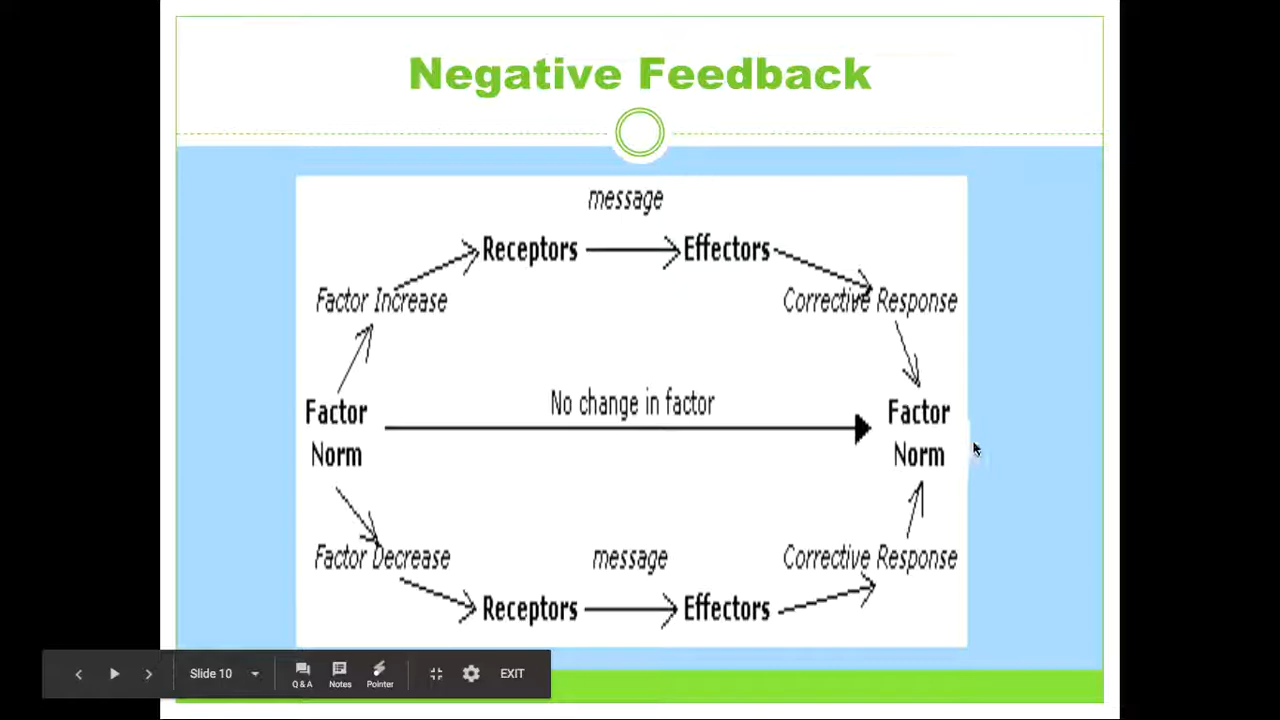 Negative Feedback
message
Receptors Effectors
Factor Increase Corrective Response
No change in factor
Factor Factor
Norm Norm
Factor Decrease message Corrective Response
Receptors Effectors
Slide 10 Q & A Notes Pointer EXIT